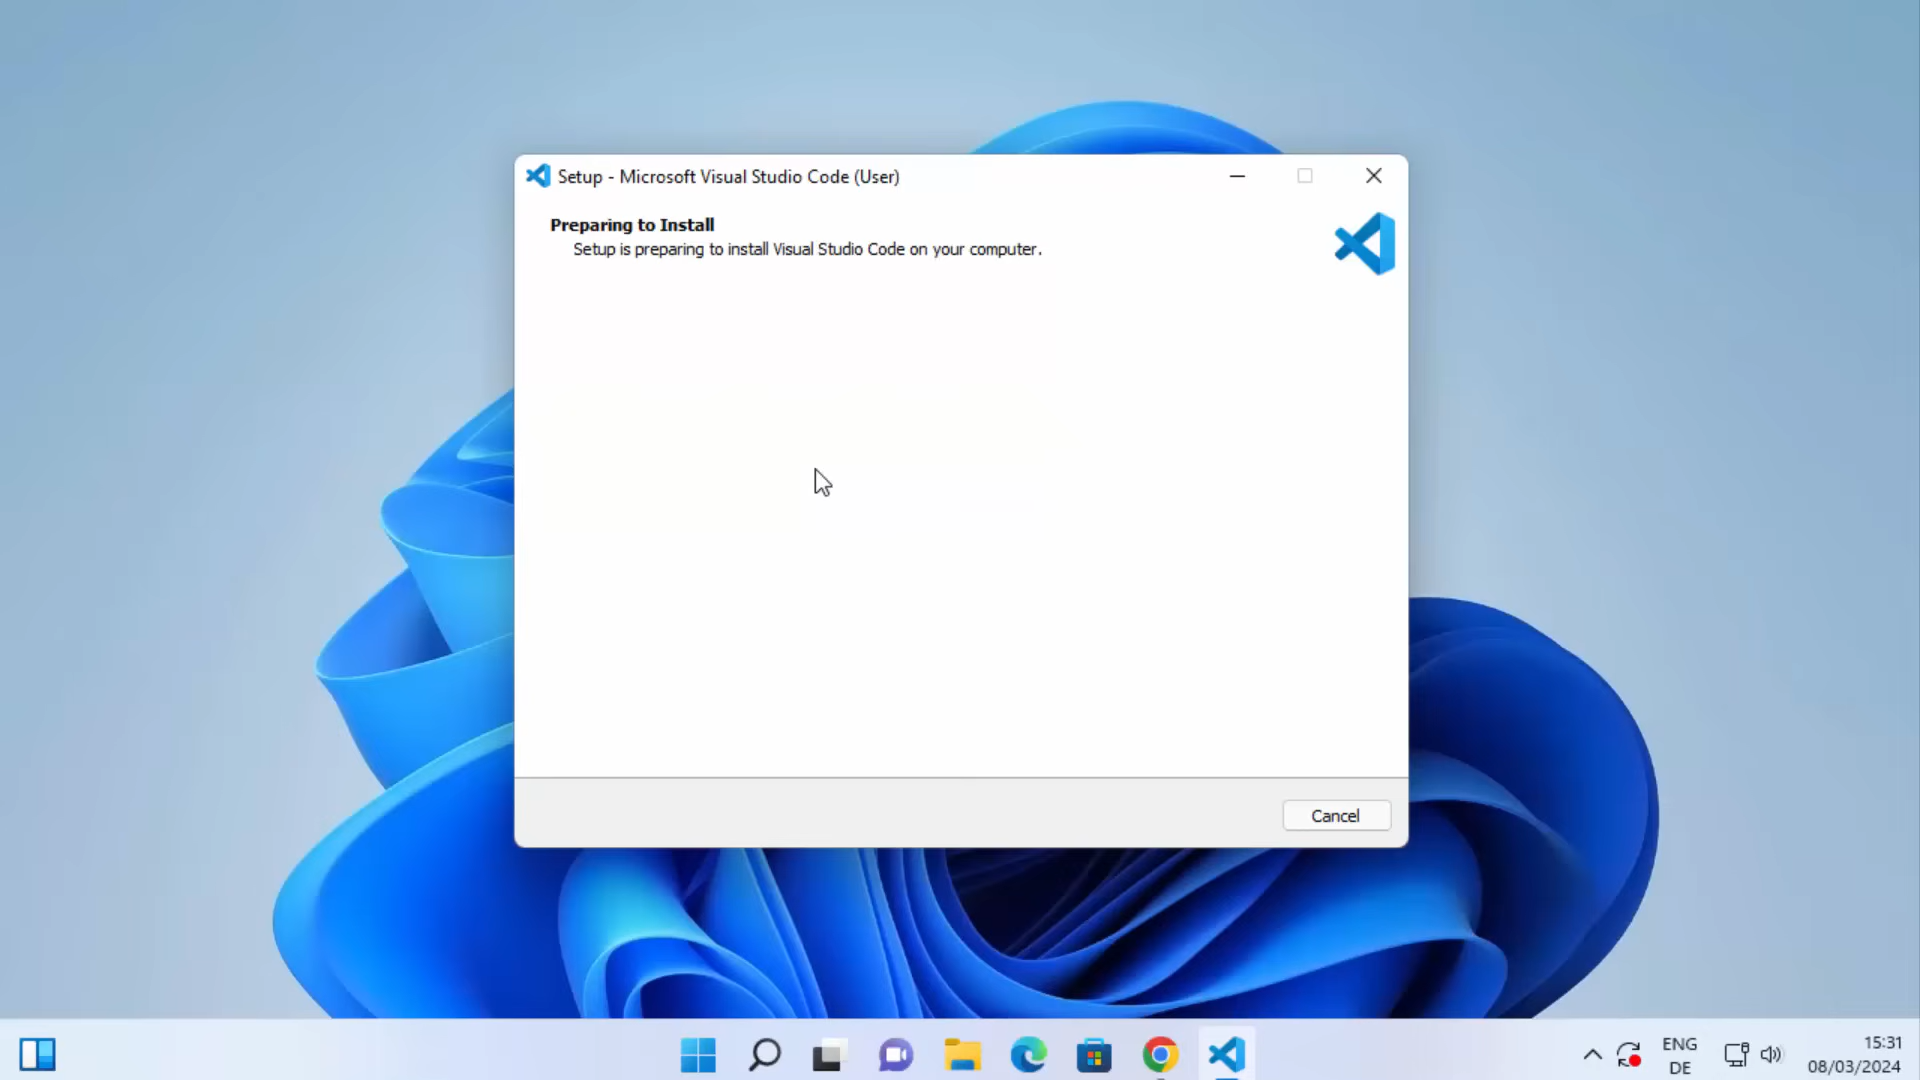 Setup - Microsoft Visual Studio Code (User)
Preparing to Install
Setup is preparing to install Visual Studio Code on your computer.
Cancel
ENG
DE
15:31
08/03/2024